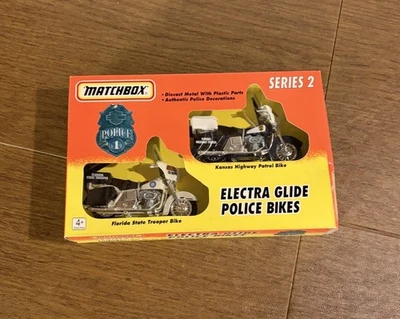 MATCHBOX
SERIES 2
• Diecast Metal With Plastic Parts
• Authentic Police Decorations
POLICE
1
Kansas Highway Patrol Bike
ELECTRA GLIDE
POLICE BIKES
Florida State Trooper Bike
4+